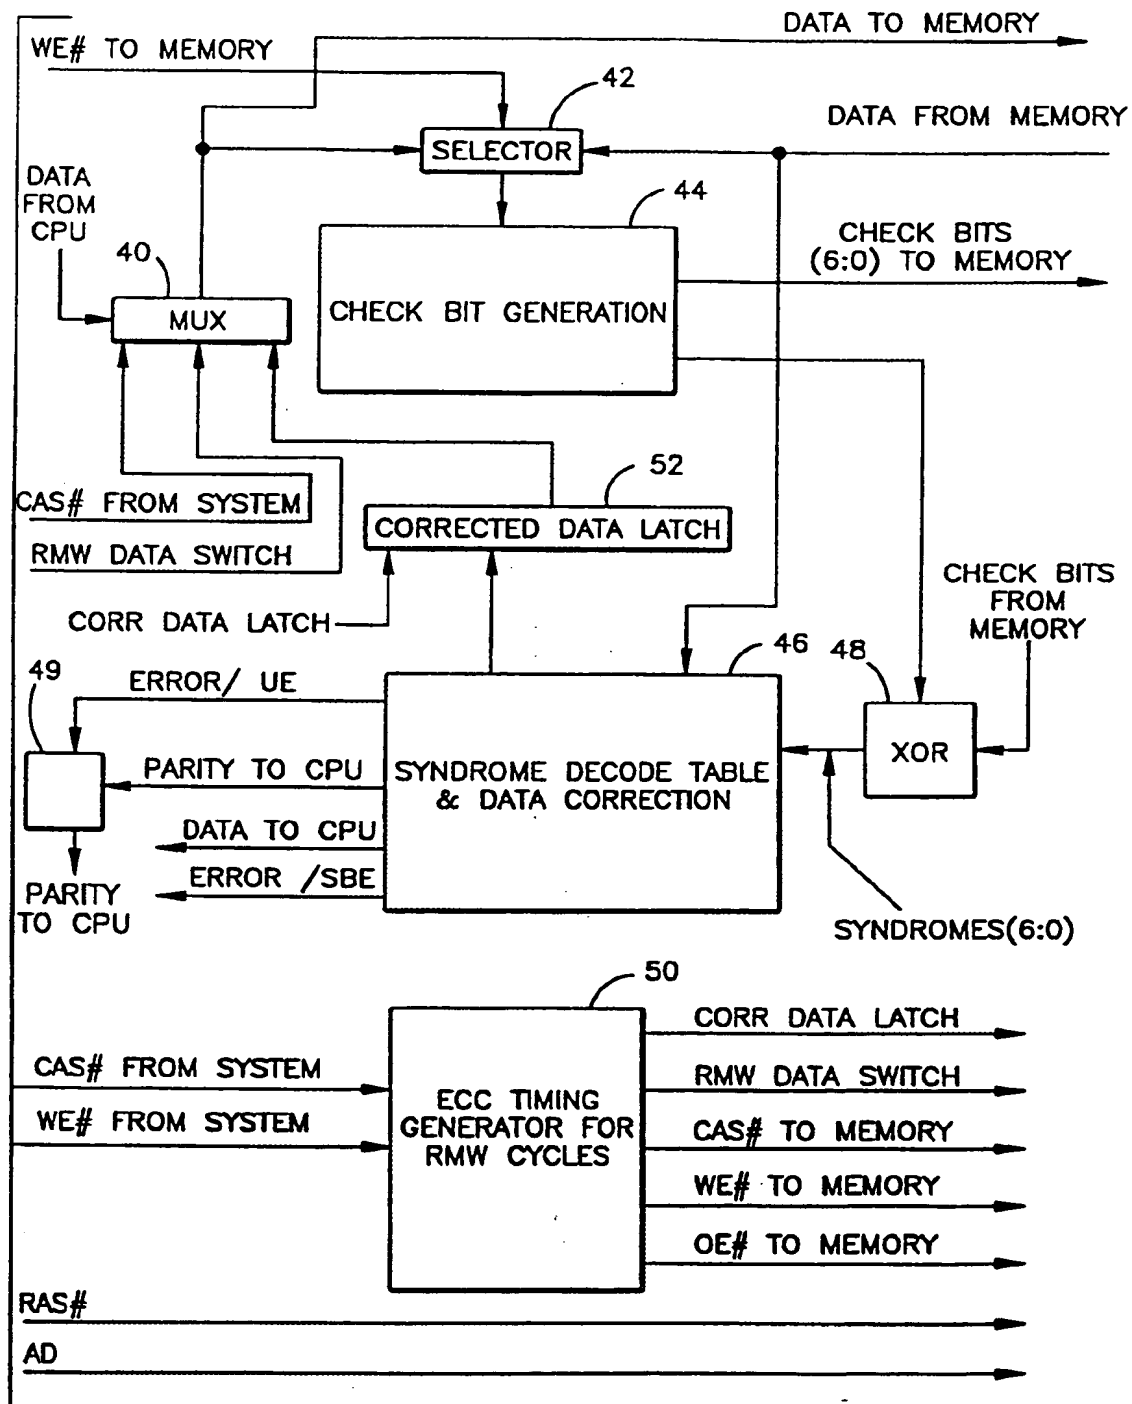 DATA TO MEMORY
WE# TO MEMORY
42
DATA FROM MEMORY
SELECTOR
DATA
FROM
CPU
44
CHECK BITS
(6:0) TO MEMORY
40
MUX
CHECK BIT GENERATION
52
CAS# FROM SYSTEM
CORRECTED DATA LATCH
RMW DATA SWITCH
CHECK BITS
FROM
MEMORY
CORR DATA LATCH
46
48
49
ERROR/ UE
XOR
PARITY TO CPU
SYNDROME DECODE TABLE
& DATA CORRECTION
DATA TO CPU
ERROR /SBE
PARITY
TO CPU
SYNDROMES(6:0)
50
CORR DATA LATCH
CAS# FROM SYSTEM
RMW DATA SWITCH
ECC TIMING
GENERATOR FOR
RMW CYCLES
WE# FROM SYSTEM
CAS# TO MEMORY
WE# TO MEMORY
OE# TO MEMORY
RAS#
AD